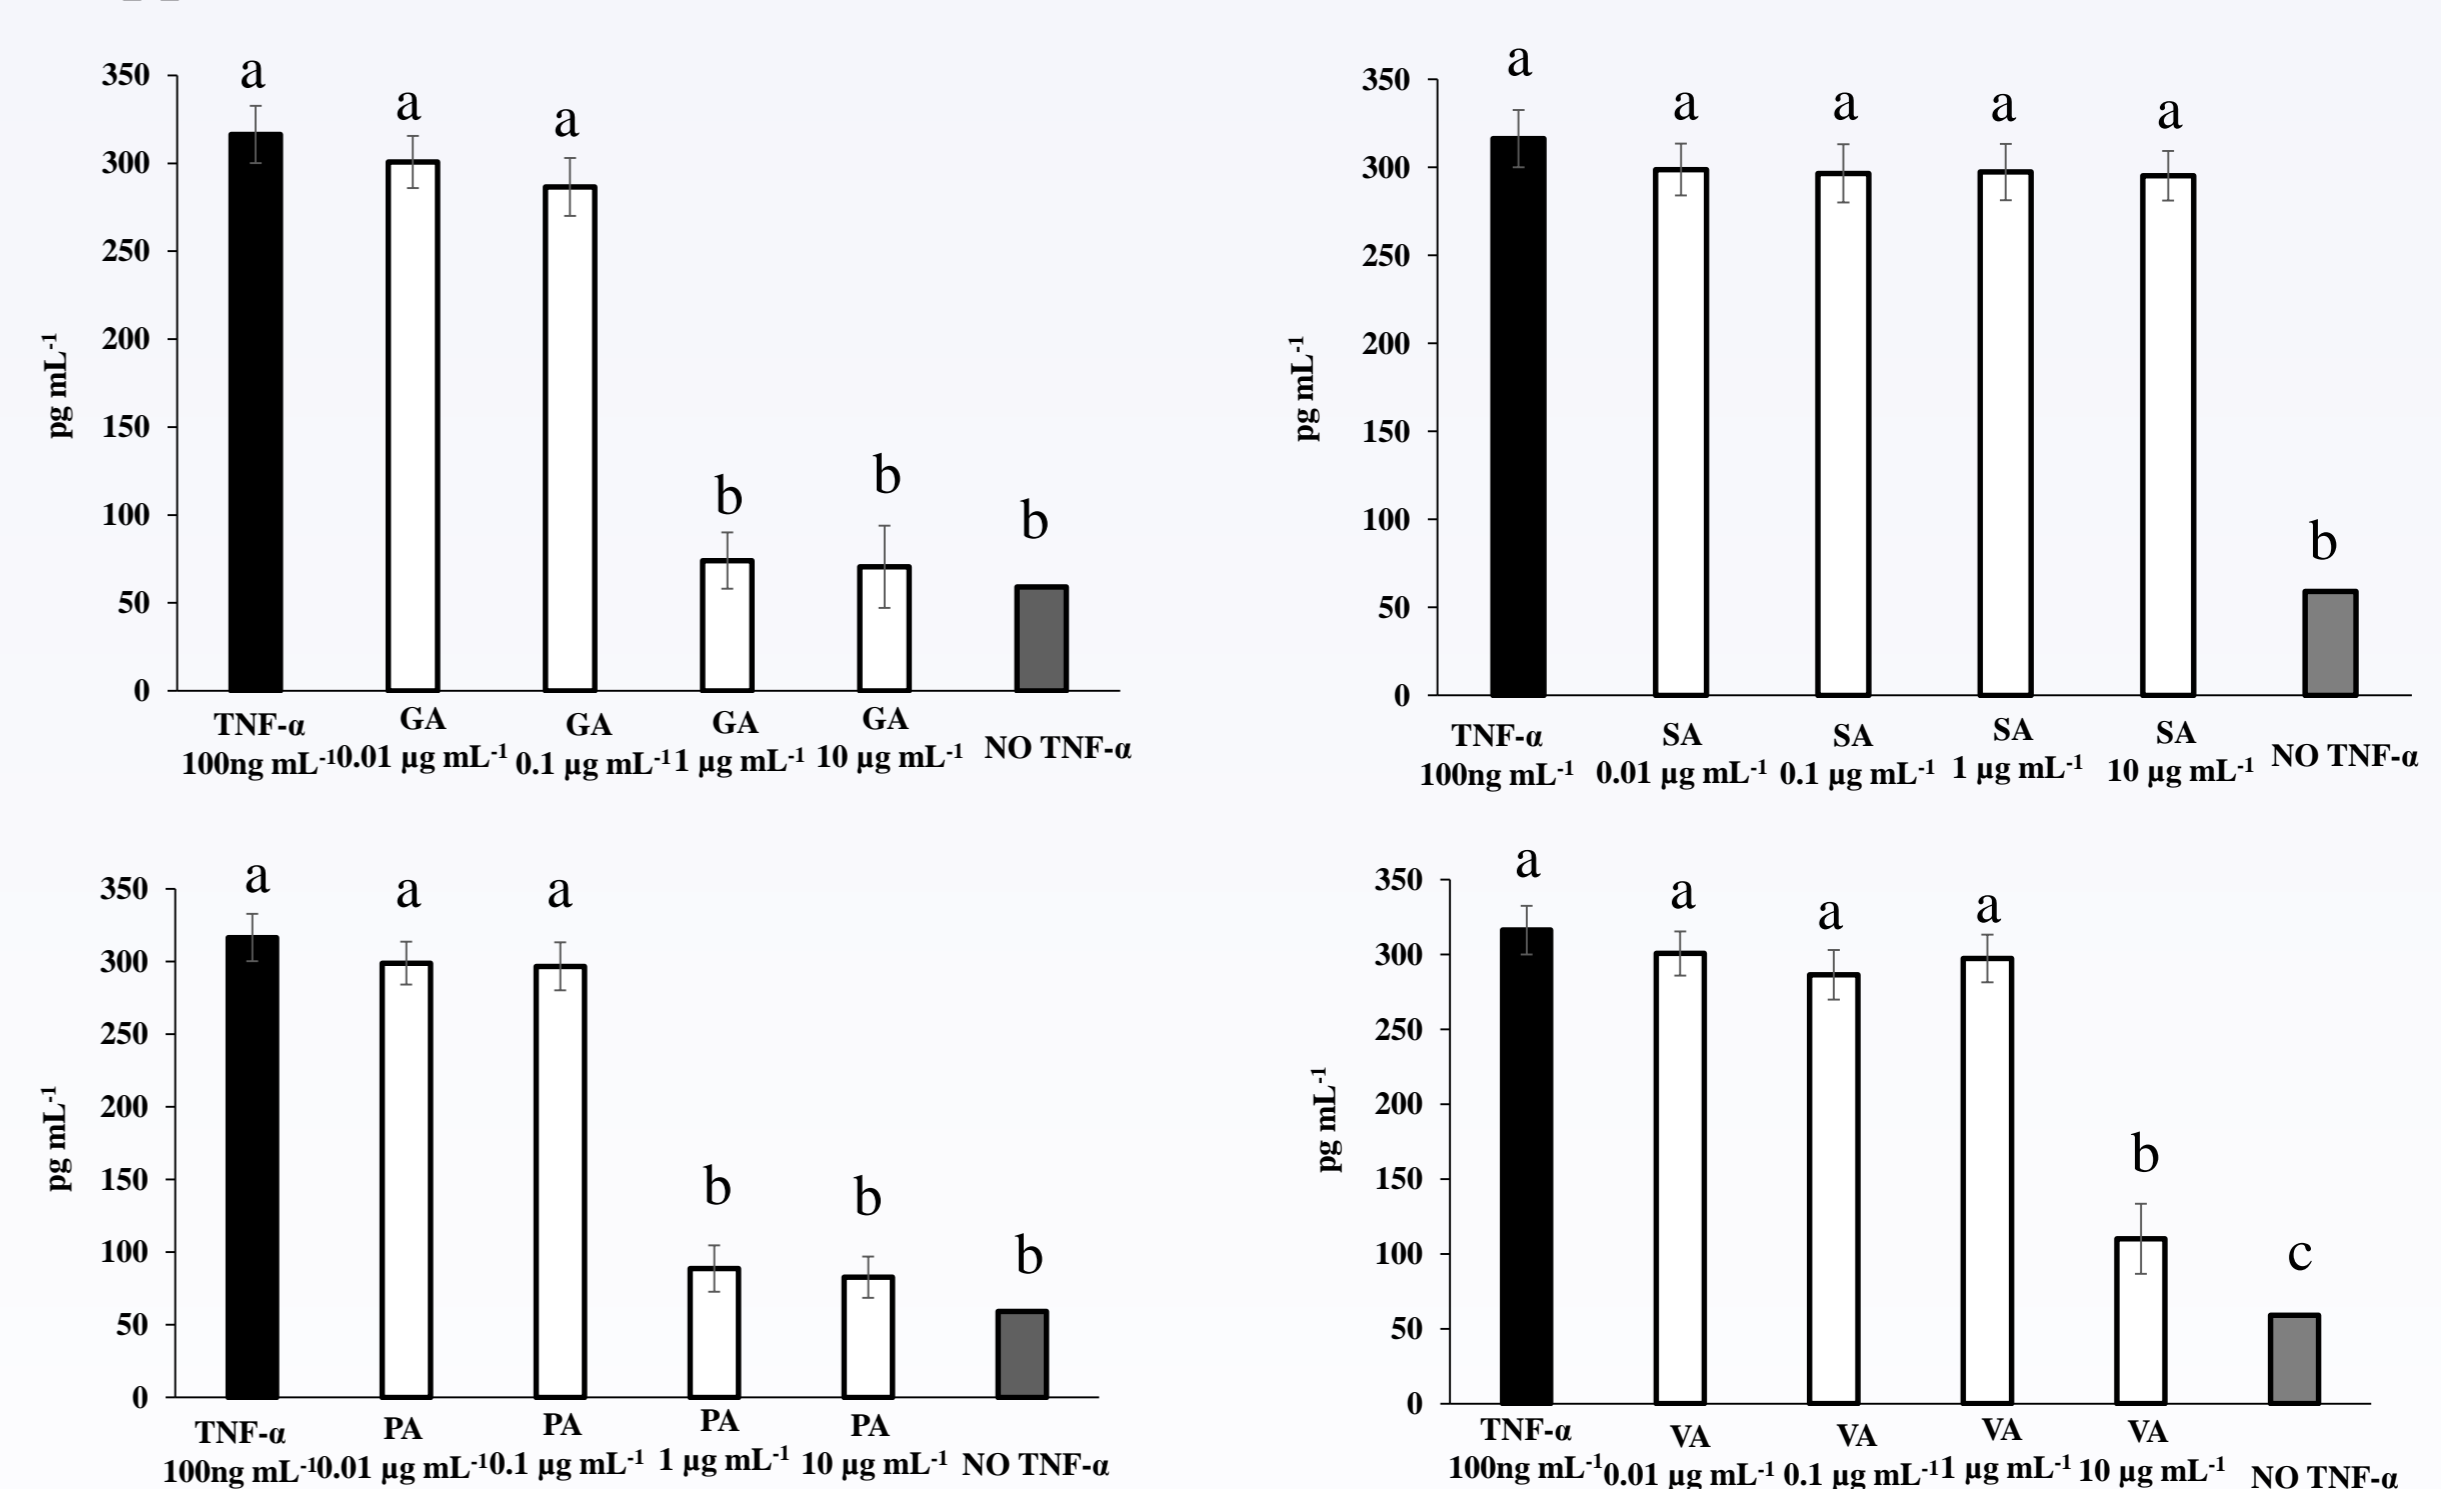 a
a
a
b
b
b
350
300
250
200
150
100
50
0
pg mL-1
TNF-α
100ng mL-1
GA
0.01 µg mL-1
GA
0.1 µg mL-1
GA
1 µg mL-1
GA
10 µg mL-1
NO TNF-α
a
a
a
a
a
b
350
300
250
200
150
100
50
0
pg mL-1
TNF-α
100ng mL-1
SA
0.01 µg mL-1
SA
0.1 µg mL-1
SA
1 µg mL-1
SA
10 µg mL-1
NO TNF-α
a
a
a
b
b
b
350
300
250
200
150
100
50
0
pg mL-1
TNF-α
100ng mL-1
PA
0.01 µg mL-1
PA
0.1 µg mL-1
PA
1 µg mL-1
PA
10 µg mL-1
NO TNF-α
a
a
a
a
b
c
350
300
250
200
150
100
50
0
pg mL-1
TNF-α
100ng mL-1
VA
0.01 µg mL-1
VA
0.1 µg mL-1
VA
1 µg mL-1
VA
10 µg mL-1
NO TNF-α